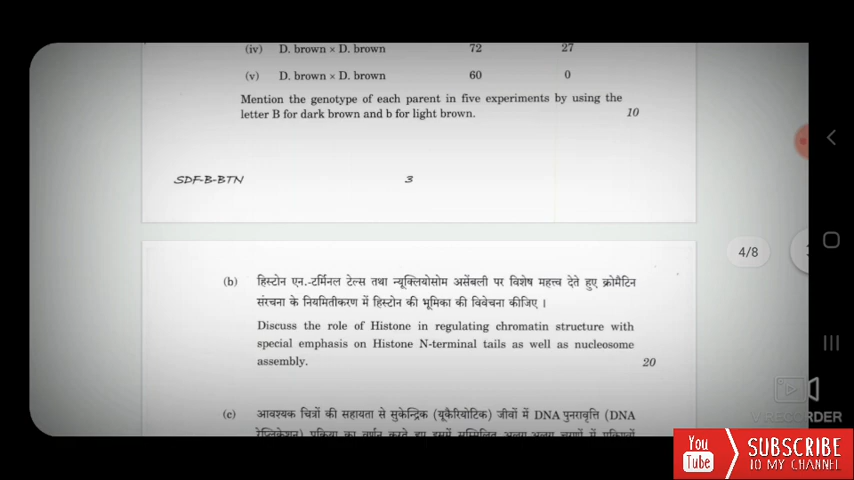 (iv) D. brown × D. brown 72 27
(v) D. brown × D. brown 60 0
Mention the genotype of each parent in five experiments by using the
letter B for dark brown and b for light brown. 10
SDF-B-BTN 3
4/8
(b) हिस्टोन एन.-टर्मिनल टेल्स तथा न्यूक्लियोसोम असेंबली पर विशेष महत्त्व देते हुए क्रोमैटिन
संरचना के नियमितीकरण में हिस्टोन की भूमिका की विवेचना कीजिए ।
Discuss the role of Histone in regulating chromatin structure with
special emphasis on Histone N-terminal tails as well as nucleosome
assembly. 20
(c) आवश्यक चित्रों की सहायता से सुकेन्द्रिक (यूकैरियोटिक) जीवों में DNA पुनरावृत्ति (DNA
You
Tube
SUBSCRIBE
TO MY CHANNEL